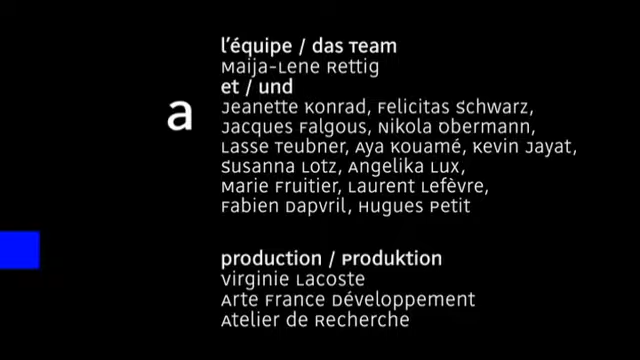 l'équipe / das Team
Maija-Lene Rettig
et / und
Jeanette Konrad, Felicitas Schwarz,
Jacques Falgous, Nikola Obermann,
Lasse Teubner, Aya Kouamé, Kevin Jayat,
Susanna Lotz, Angelika Lux,
Marie Fruitier, Laurent Lefèvre,
Fabien Dapvril, Hugues Petit
a
production / Produktion
Virginie Lacoste
Arte France Développement
Atelier de Recherche